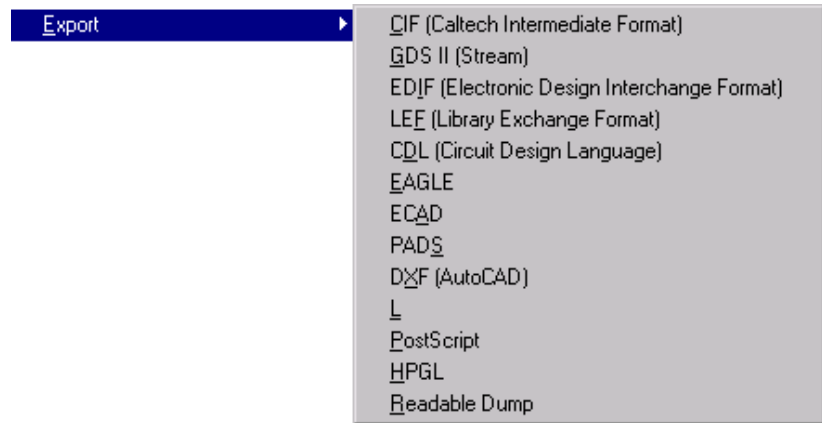 Export
CIF (Caltech Intermediate Format)
GDS II (Stream)
EDIF (Electronic Design Interchange Format)
LEF (Library Exchange Format)
CDL (Circuit Design Language)
EAGLE
ECAD
PADS
DXF (AutoCAD)
L
PostScript
HPGL
Readable Dump